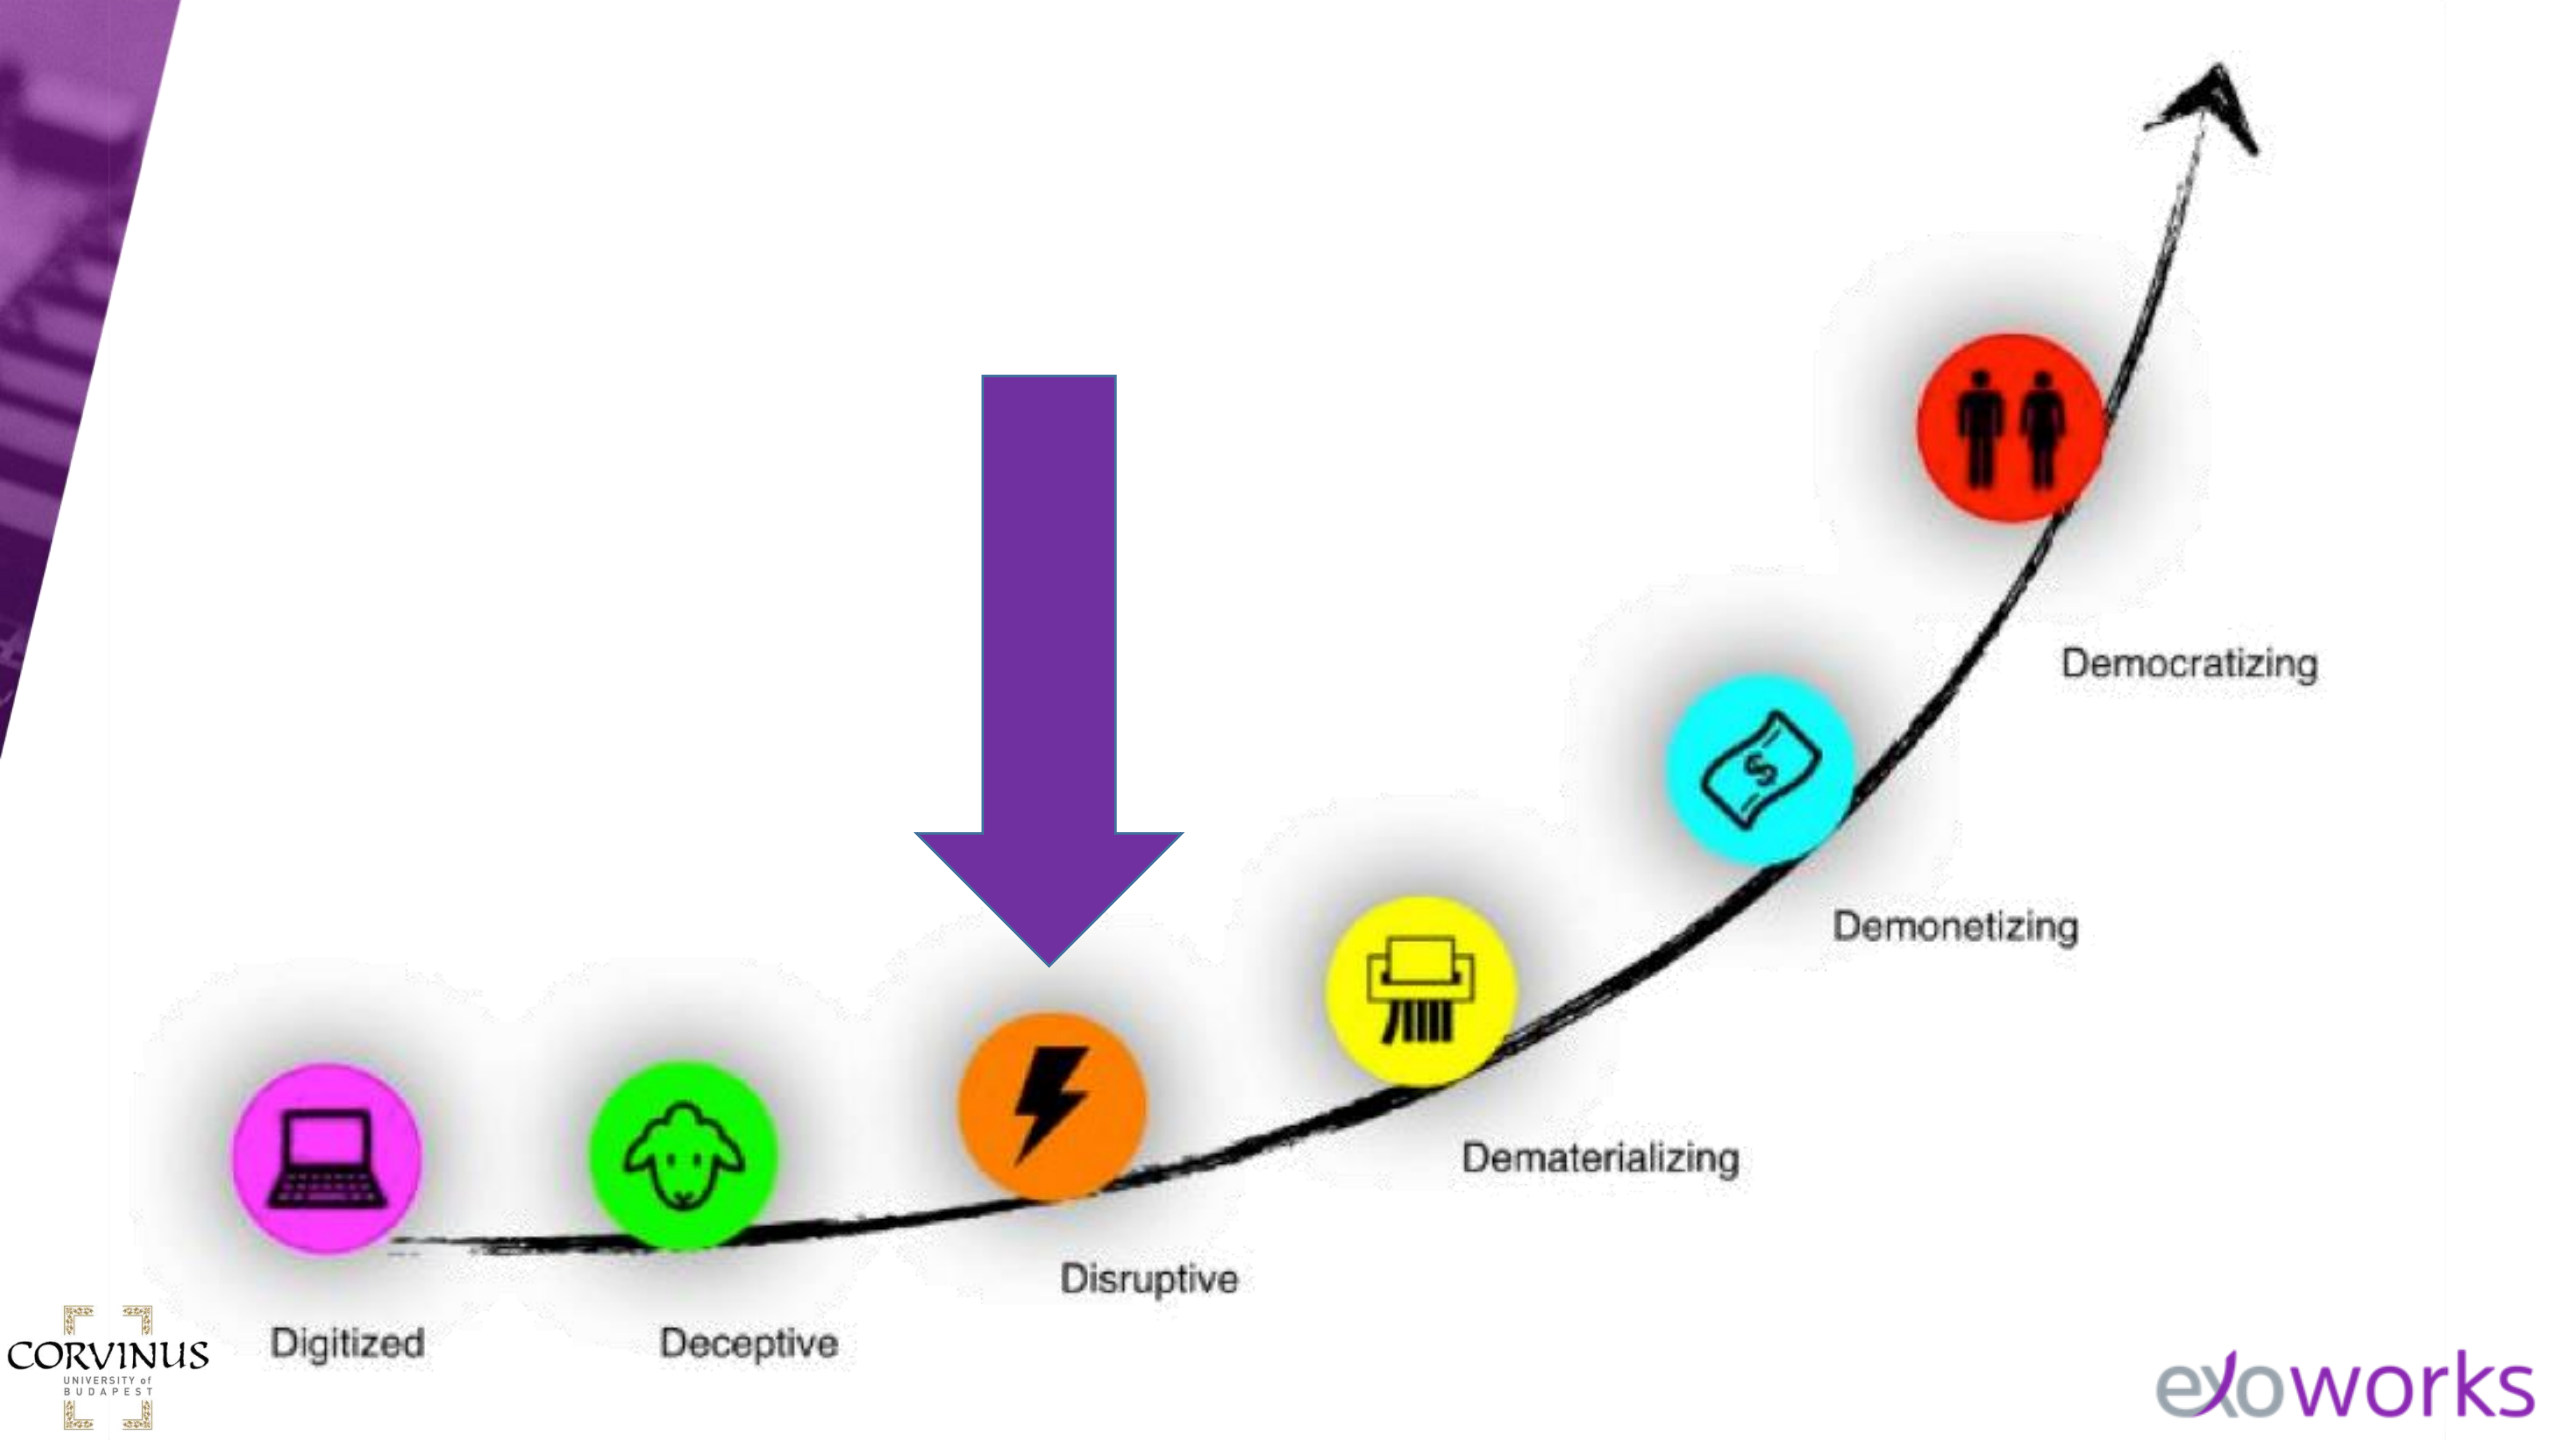 Democratizing
Demonetizing
Dematerializing
Disruptive
Digitized
Deceptive
CORVINUS
UNIVERSITY of
BUDAPEST
exoworks
$